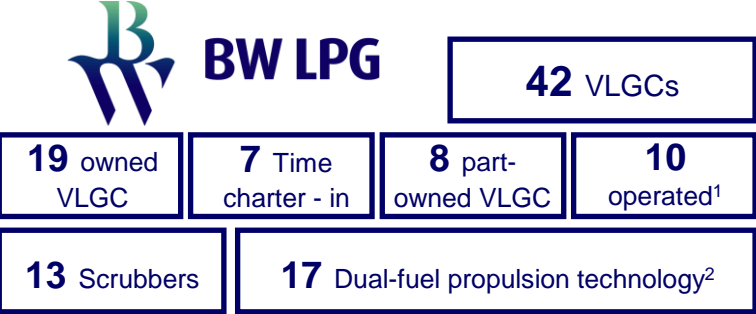 BW LPG
42 VLGCs
19 owned
VLGC
7 Time
charter - in
8 part-
owned VLGC
10
operated¹
13 Scrubbers
17 Dual-fuel propulsion technology²